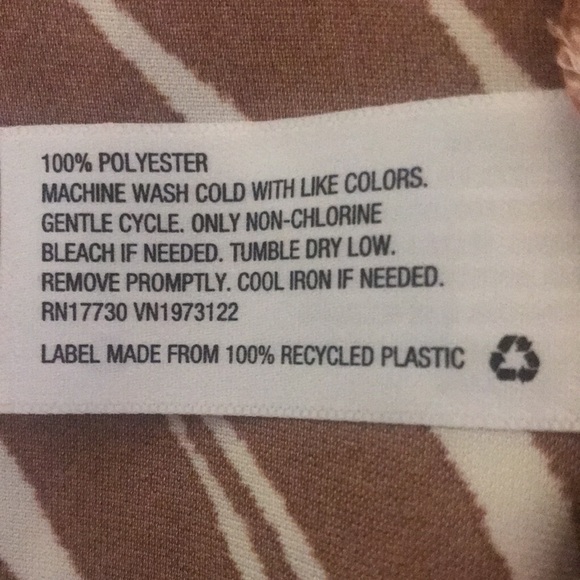 100% POLYESTER
MACHINE WASH COLD WITH LIKE COLORS.
GENTLE CYCLE. ONLY NON-CHLORINE
BLEACH IF NEEDED. TUMBLE DRY LOW.
REMOVE PROMPTLY. COOL IRON IF NEEDED.
RN17730 VN1973122
LABEL MADE FROM 100% RECYCLED PLASTIC